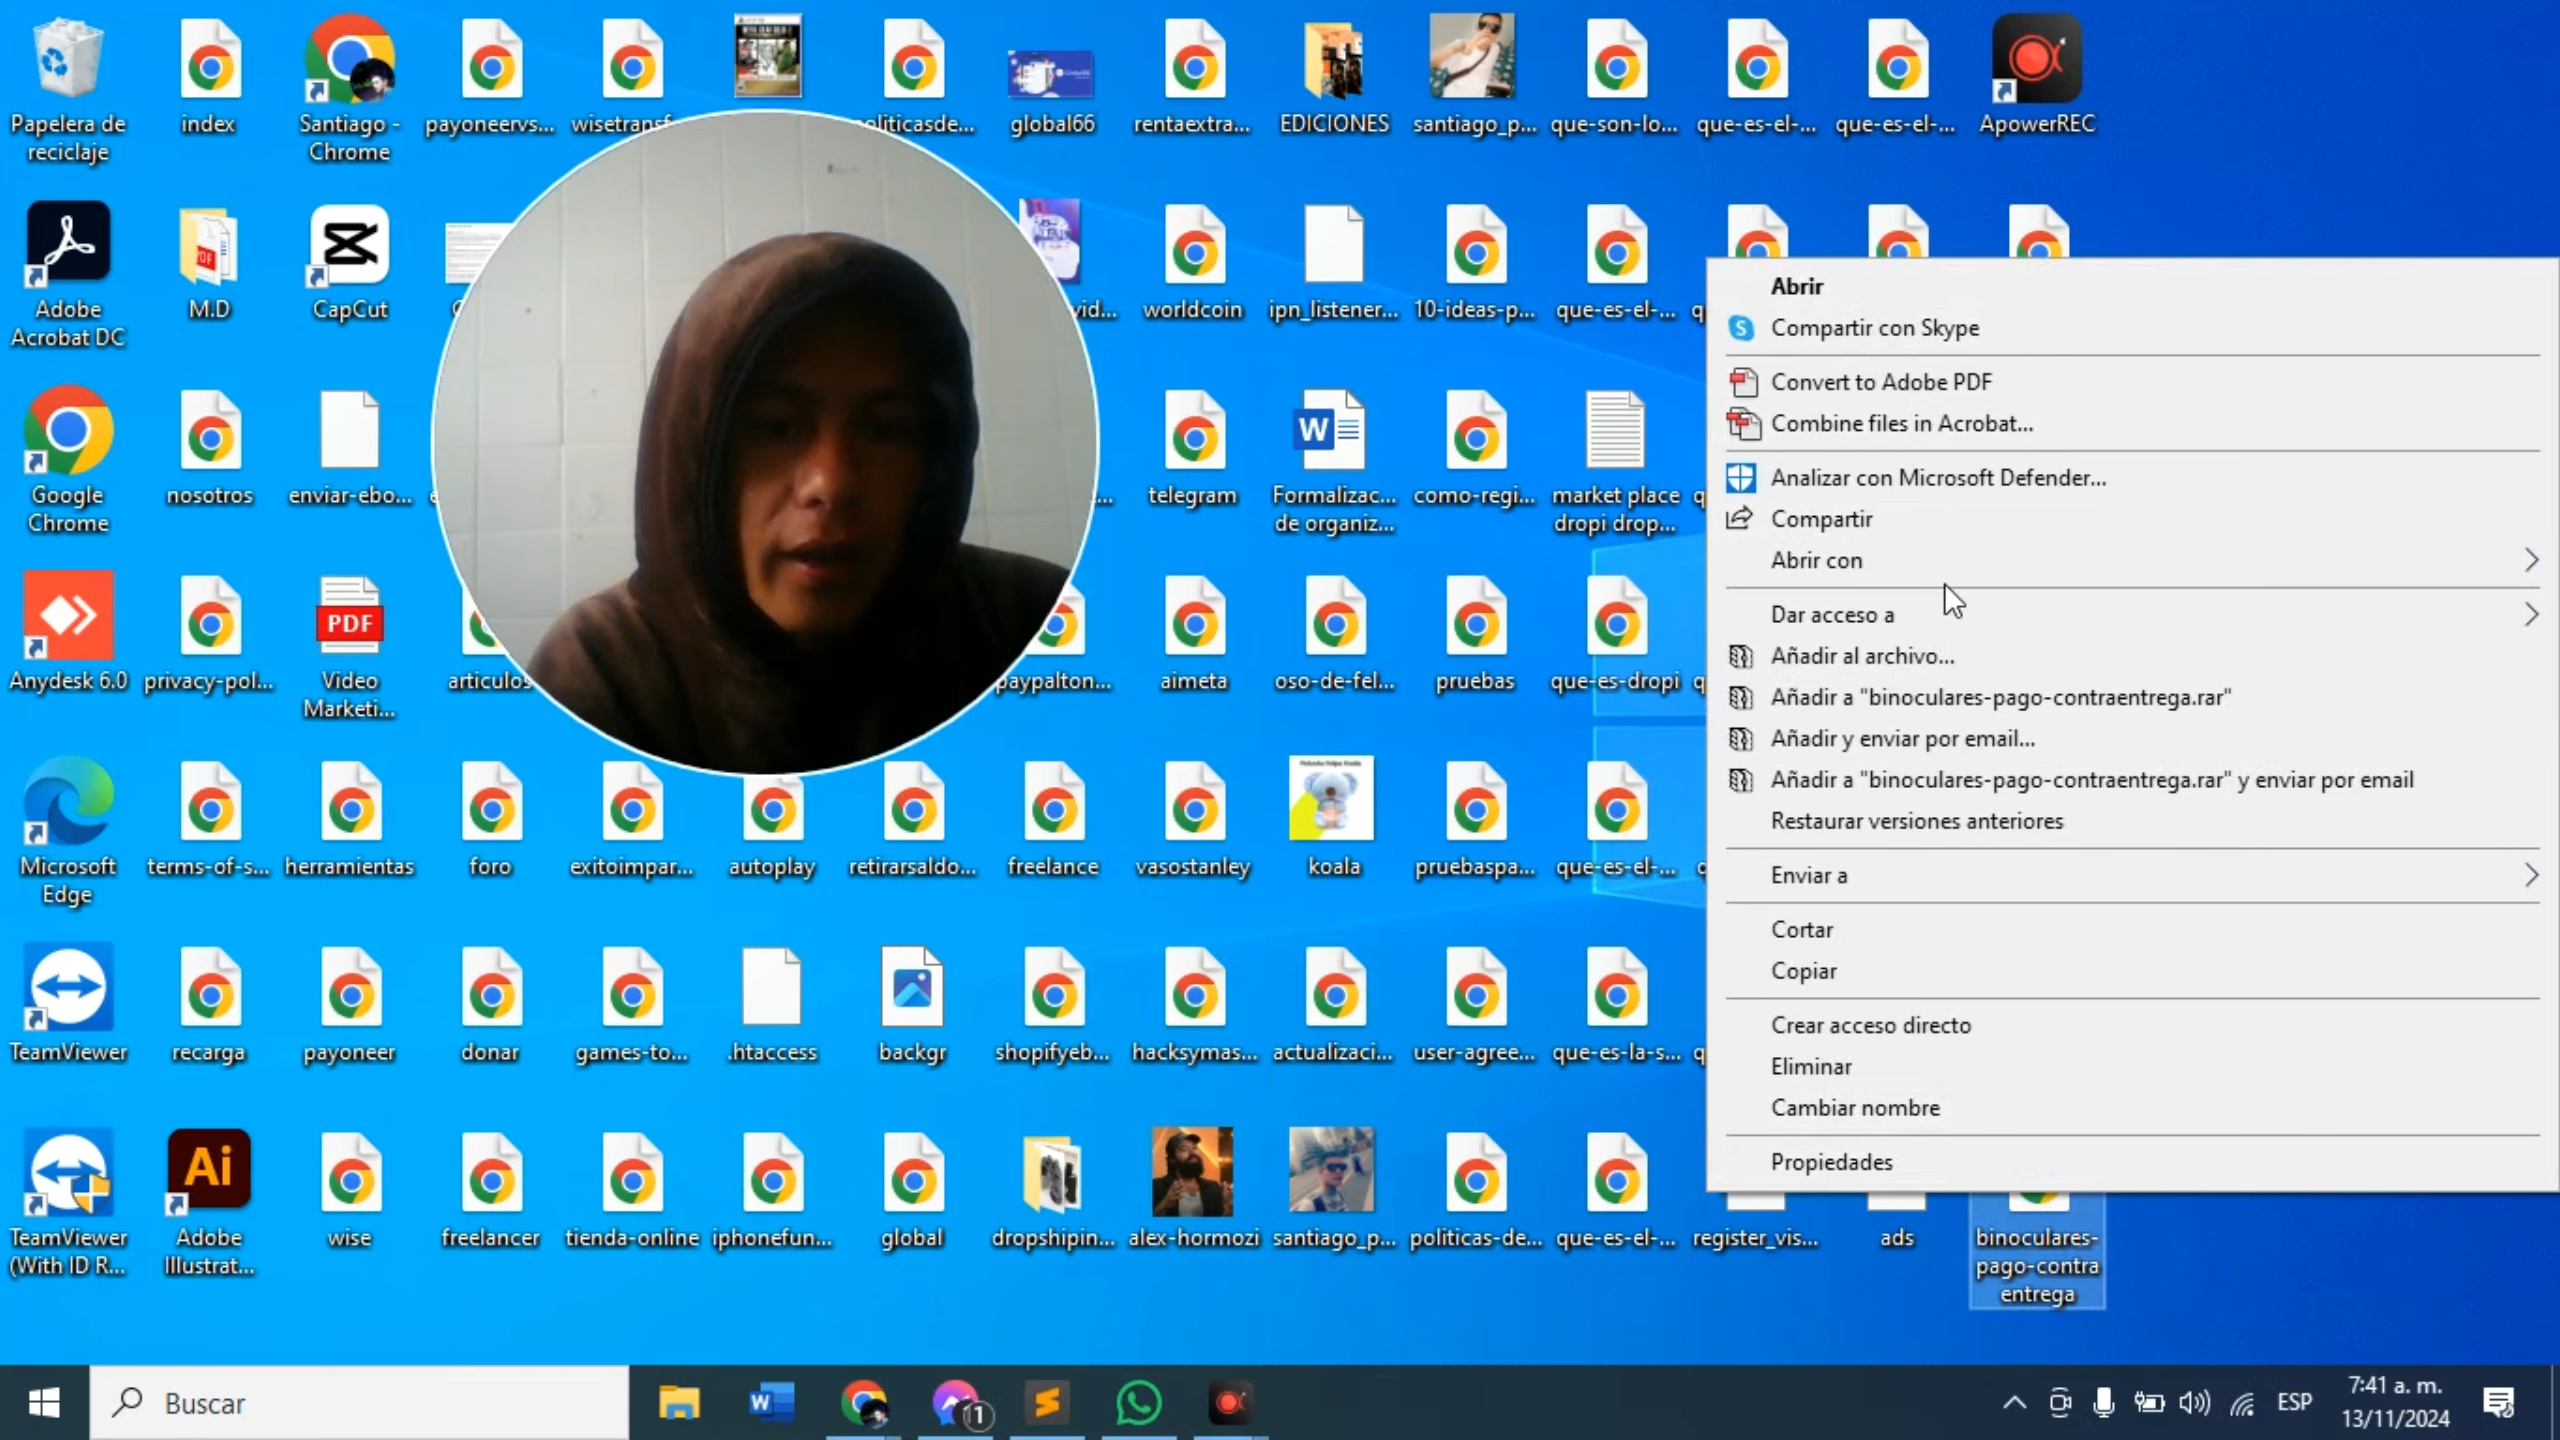 Papelera de
reciclaje
index
Santiago -
Chrome
payoneervs...
wisetransf
oliticasde...
global66
rentaextra...
EDICIONES
santiago_p...
que-son-lo...
que-es-el-...
que-es-el-...
ApowerREC
Adobe
Acrobat DC
M.D
CapCut
vid...
worldcoin
ipn_listener...
10-ideas-p...
que-es-el-...
Google
Chrome
nosotros
enviar-ebo...
telegram
W
Formalizac...
de organiz...
como-regi...
market place
dropi drop...
Anydesk 6.0
privacy-pol...
PDF
Video
Marketi...
articulos
paypalton...
aimeta
oso-de-fel...
pruebas
que-es-dropi
Microsoft
Edge
terms-of-s...
herramientas
foro
exitoimpar...
autoplay
retirarsaldo...
freelance
vasostanley
koala
pruebaspa...
que-es-el-...
TeamViewer
recarga
payoneer
donar
games-to...
.htaccess
backgr
shopifyeb...
hacksymas...
actualizaci...
user-agree...
que-es-la-s...
TeamViewer
(With ID R...
Ai
Adobe
Illustrat...
wise
freelancer
tienda-online
iphonefun...
global
dropshipin...
alex-hormozi
santiago_p...
politicas-de...
que-es-el-...
register_vis...
ads
binoculares-
pago-contra
entrega
Abrir
Compartir con Skype
Convert to Adobe PDF
Combine files in Acrobat...
Analizar con Microsoft Defender...
Compartir
Abrir con
Dar acceso a
Añadir al archivo...
Añadir a "binoculares-pago-contraentrega.rar"
Añadir y enviar por email...
Añadir a "binoculares-pago-contraentrega.rar" y enviar por email
Restaurar versiones anteriores
Enviar a
Cortar
Copiar
Crear acceso directo
Eliminar
Cambiar nombre
Propiedades
Buscar
1
ESP
7:41 a. m.
13/11/2024